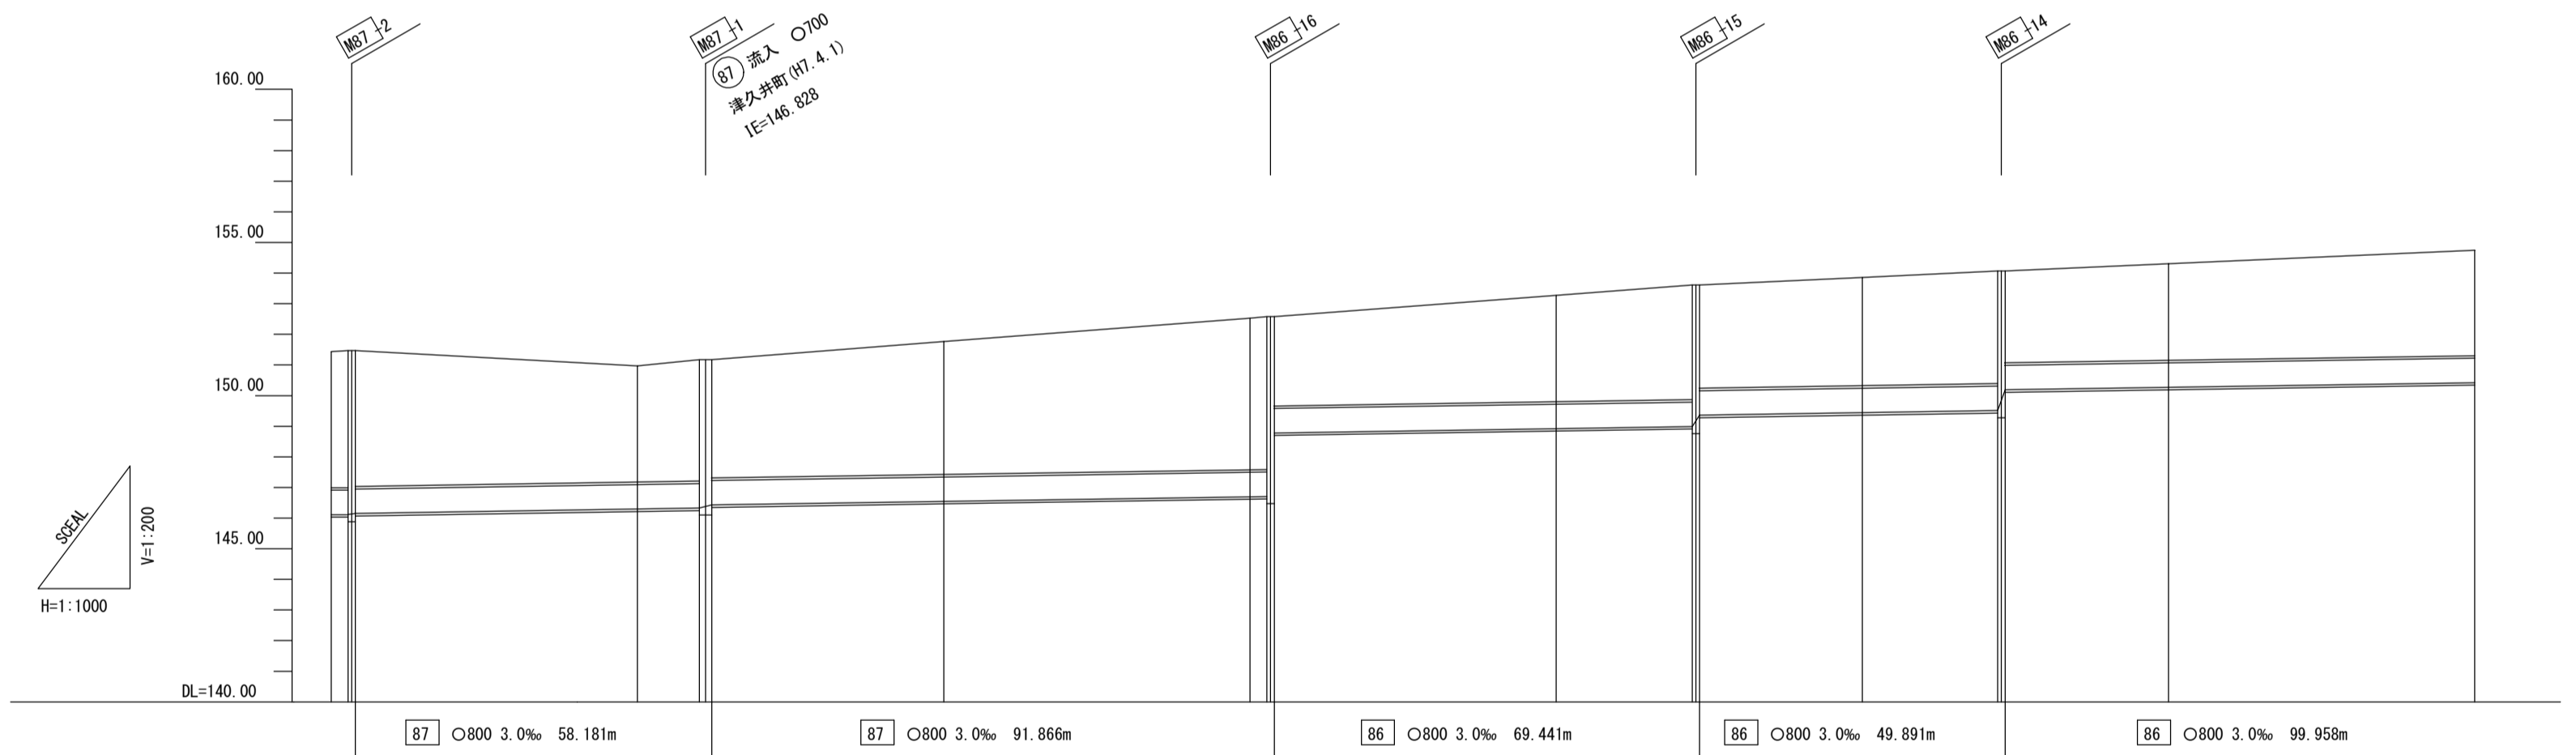 M87 -2
M87 -1
87 流入 ○700
津久井町(H7.4.1)
IE=146.828
M86 -16
M86 -15
M86 -14
160.00
155.00
150.00
145.00
DL=140.00
SCEAL
V=1:200
H=1:1000
87 ○800 3.0‰ 58.181m
87 ○800 3.0‰ 91.866m
86 ○800 3.0‰ 69.441m
86 ○800 3.0‰ 49.891m
86 ○800 3.0‰ 99.958m